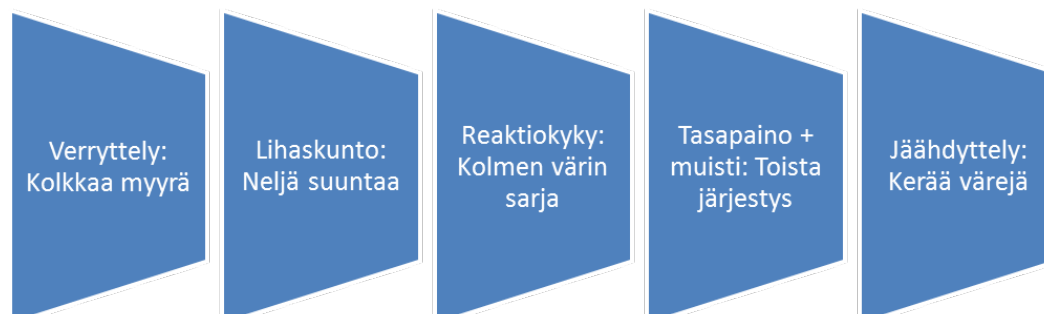 Verryttely:
Kolkkaa myyrä
Lihaskunto:
Neljä suuntaa
Reaktiokyky:
Kolmen värin
sarja
Tasapaino +
muisti: Toista
järjestys
Jäähdyttely:
Kerää värejä